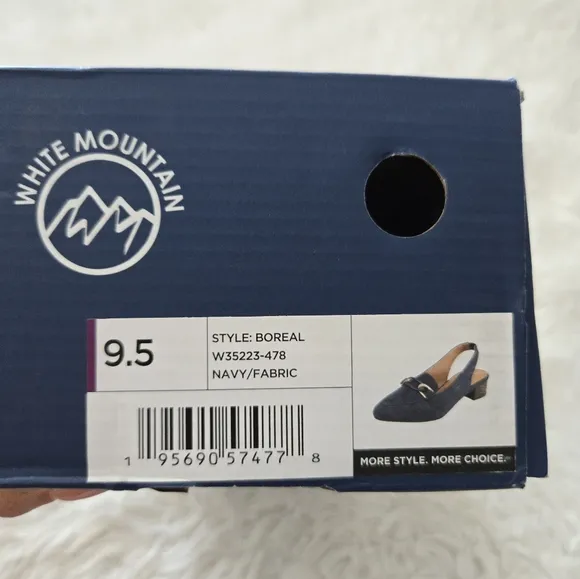 WHITE MOUNTAIN
9.5
STYLE: BOREAL
W35223-478
NAVY/FABRIC
1 95690 57477 8
MORE STYLE. MORE CHOICE.